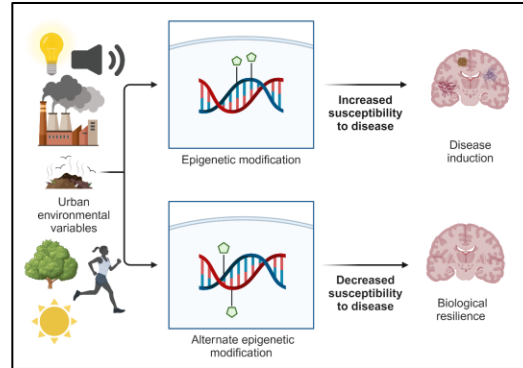 Epigenetic modification
Increased
susceptibility
to disease
Disease
induction
Urban
environmental
variables
Alternate epigenetic
modification
Decreased
susceptibility
to disease
Biological
resilience